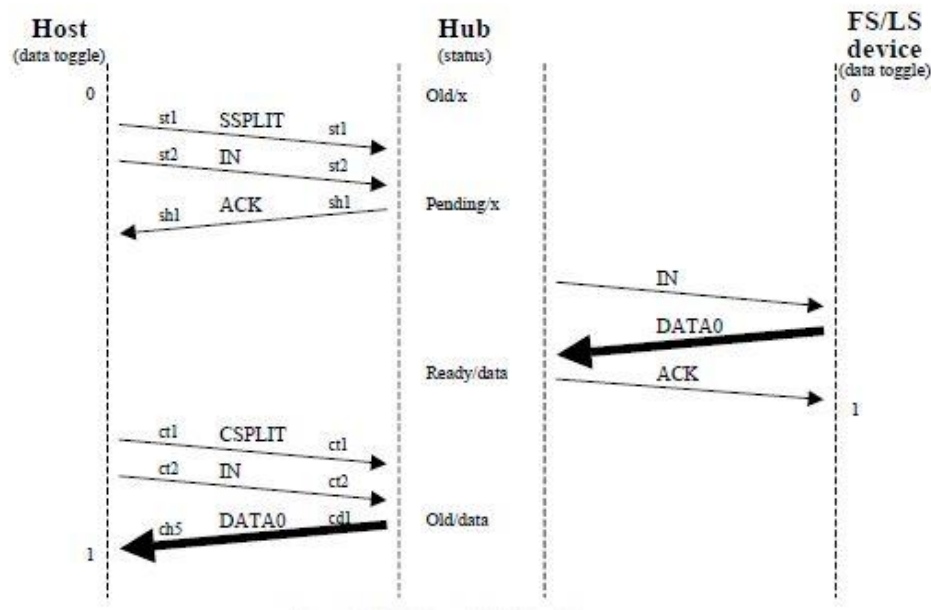 Host
(data toggle)
Hub
(status)
FS/LS
device
(data toggle)
0
Old/x
0
st1
SSPLIT
st1
st2
IN
st2
sh1
ACK
sh1
Pending/x
IN
DATA0
Ready/data
ACK
1
ct1
CSPLIT
ct1
ct2
IN
ct2
ch5
DATA0
cd1
Old/data
1